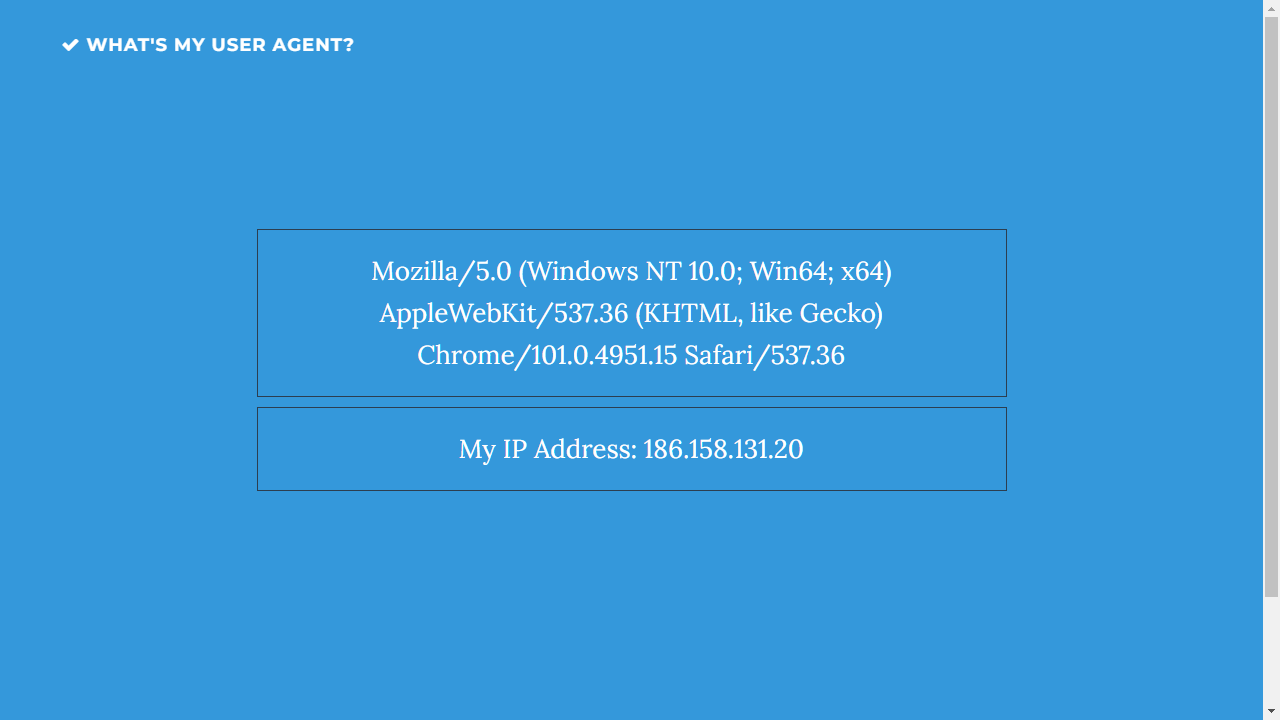 WHAT'S MY USER AGENT?
Mozilla/5.0 (Windows NT 10.0; Win64; x64)
AppleWebKit/537.36 (KHTML, like Gecko)
Chrome/101.0.4951.15 Safari/537.36
My IP Address: 186.158.131.20